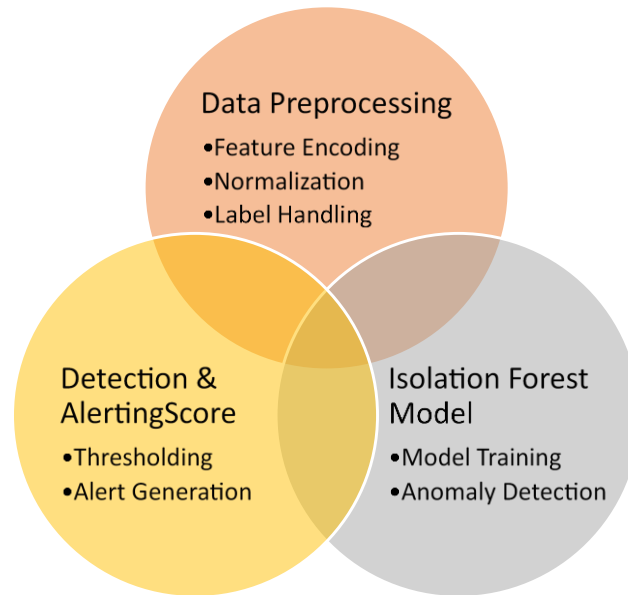 Data Preprocessing
•Feature Encoding
•Normalization
•Label Handling
Detection &
AlertingScore
•Thresholding
•Alert Generation
Isolation Forest
Model
•Model Training
•Anomaly Detection